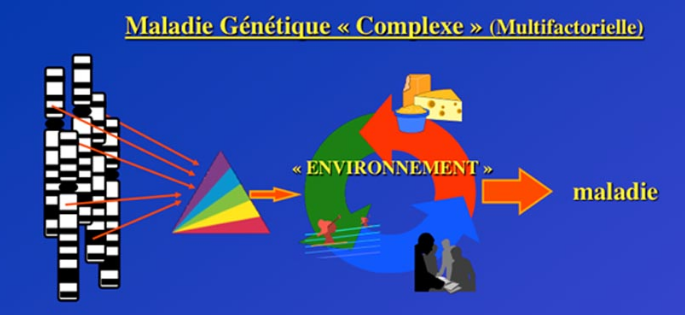 Maladie Génétique « Complexe » (Multifactorielle)
« ENVIRONNEMENT »
maladie